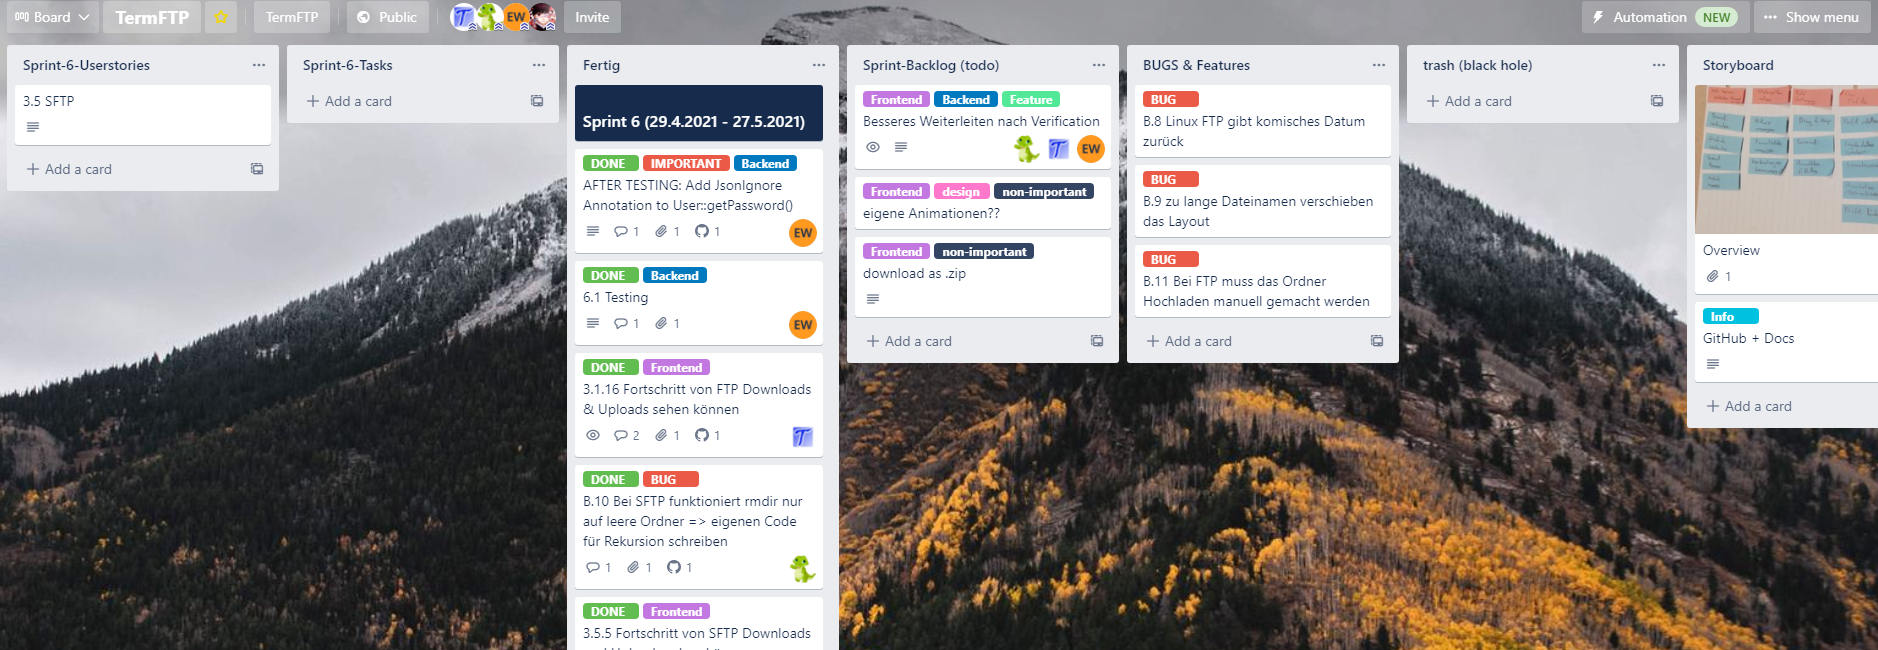 Board
TermFTP
TermFTP
Public
EW
Invite
Automation NEW
Show menu
Sprint-6-Userstories
3.5 SFTP
+ Add a card
Sprint-6-Tasks
+ Add a card
Fertig
Sprint 6 (29.4.2021 - 27.5.2021)
DONE IMPORTANT Backend
AFTER TESTING: Add JsonIgnore
Annotation to User::getPassword()
1 1 1 EW
DONE Backend
6.1 Testing
1 1 EW
DONE Frontend
3.1.16 Fortschritt von FTP Downloads
& Uploads sehen können
2 1 1 T
DONE BUG
B.10 Bei SFTP funktioniert rmdir nur
auf leere Ordner => eigenen Code
für Rekursion schreiben
1 1 1
DONE Frontend
3.5.5 Fortschritt von SFTP Downloads
Sprint-Backlog (todo)
Frontend Backend Feature
Besseres Weiterleiten nach Verification
T EW
Frontend design non-important
eigene Animationen??
Frontend non-important
download as .zip
+ Add a card
BUGS & Features
BUG
B.8 Linux FTP gibt komisches Datum
zurück
BUG
B.9 zu lange Dateinamen verschieben
das Layout
BUG
B.11 Bei FTP muss das Ordner
Hochladen manuell gemacht werden
+ Add a card
trash (black hole)
+ Add a card
Storyboard
Overview
1
Info
GitHub + Docs
+ Add a card